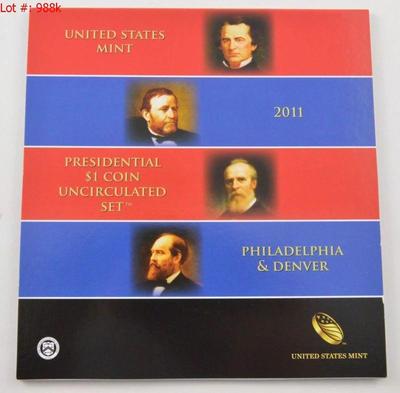 Lot #: 988k
UNITED STATES
MINT
2011
PRESIDENTIAL
$1 COIN
UNCIRCULATED
SET™
PHILADELPHIA
& DENVER
UNITED STATES MINT